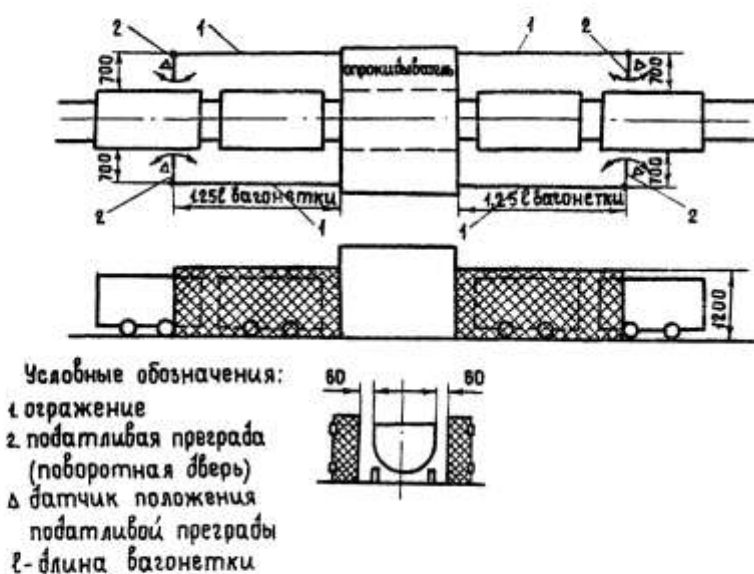 2 1 1 2
700 опрокидыватель 700
700 700
2 1,25ℓ вагонетки 1 1 1,25ℓ вагонетки 2
1200
Условные обозначения:
60 60
1. огражение
2. податливая преграда
(поворотная дверь)
∆ датчик положения
податливой преграды
ℓ-длина вагонетки